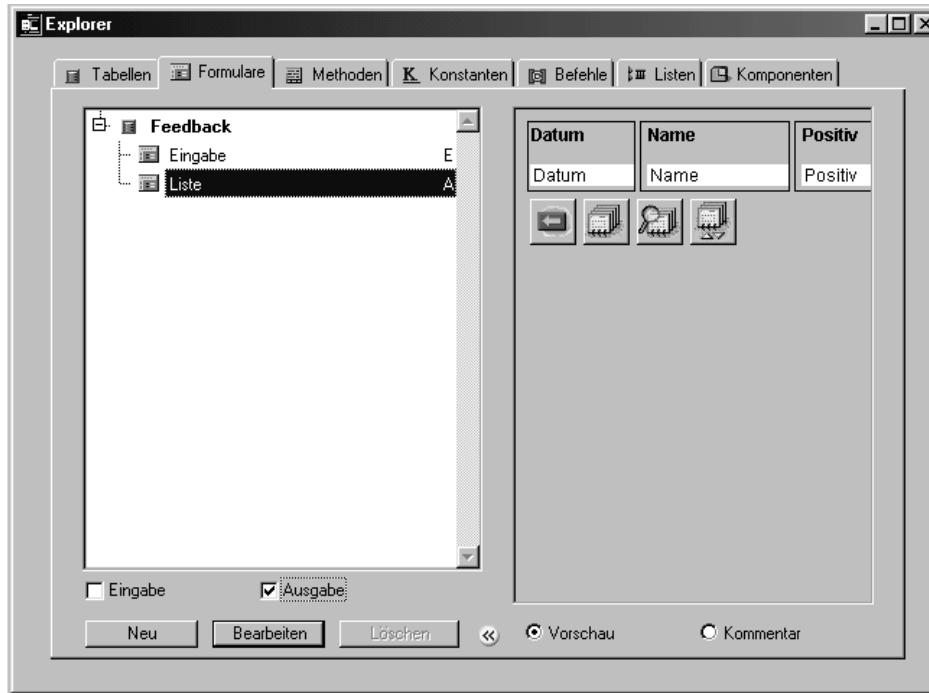 Explorer
Tabellen Formulare Methoden K Konstanten Befehle Listen Komponenten
Feedback
Eingabe E
Liste A
Datum Name Positiv
Datum Name Positiv
Eingabe Ausgabe
Neu Bearbeiten Löschen Vorschau Kommentar